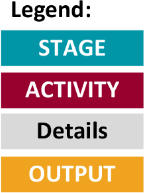 Legend:
STAGE
ACTIVITY
Details
OUTPUT